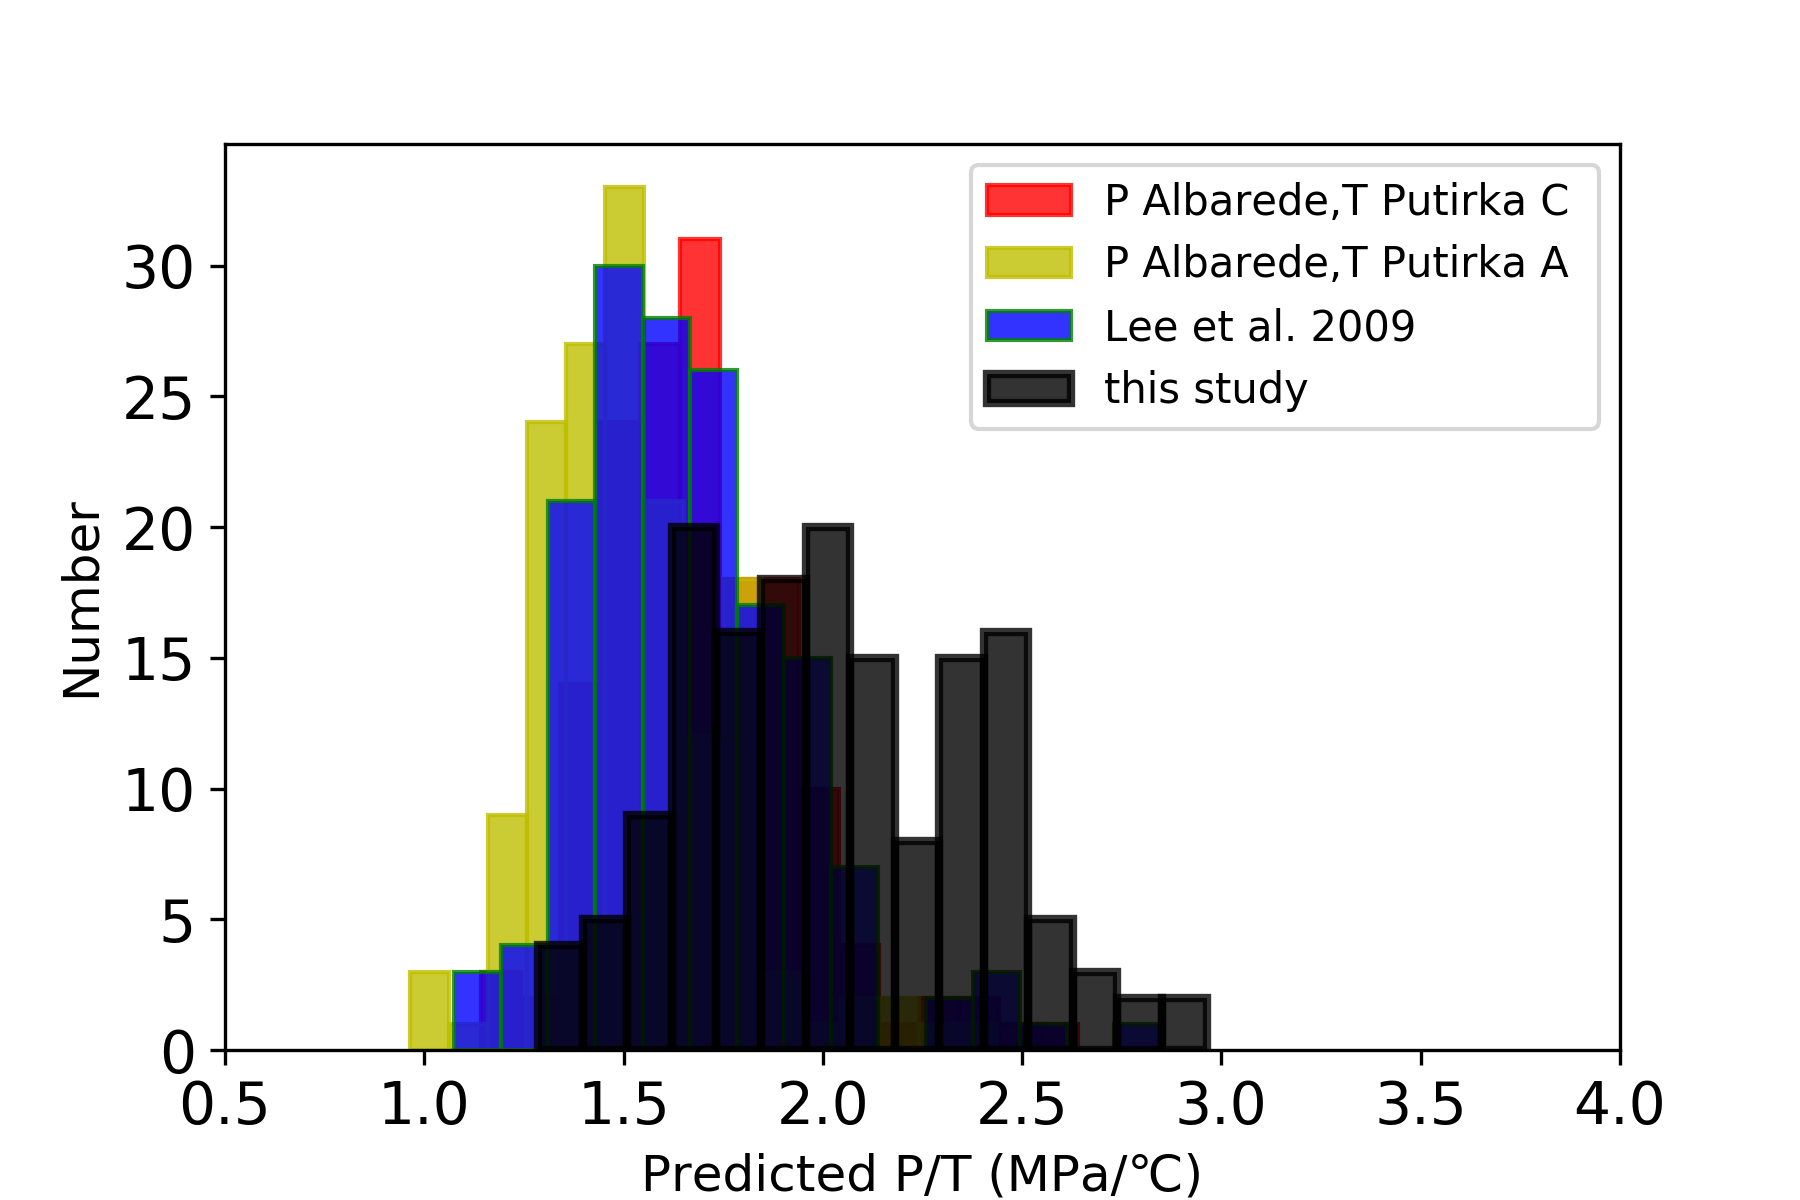 P Albarede,T Putirka C
P Albarede,T Putirka A
Lee et al. 2009
this study
Number
30
25
20
15
10
5
0
0.5 1.0 1.5 2.0 2.5 3.0 3.5 4.0
Predicted P/T (MPa/℃)